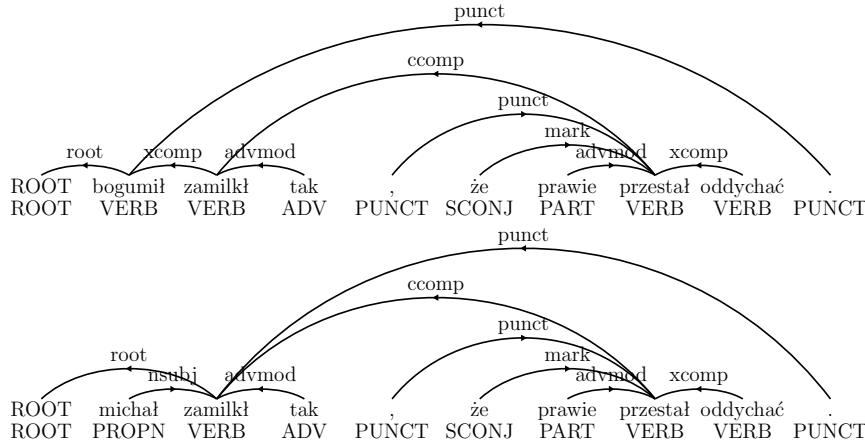 punct
ccomp
punct
mark
root xcomp advmod advmod xcomp
ROOT bogumił zamilkł tak , że prawie przestał oddychać .
ROOT VERB VERB ADV PUNCT SCONJ PART VERB VERB PUNCT
punct
ccomp
punct
root mark
nsubj advmod advmod xcomp
ROOT michał zamilkł tak , że prawie przestał oddychać .
ROOT PROPN VERB ADV PUNCT SCONJ PART VERB VERB PUNCT